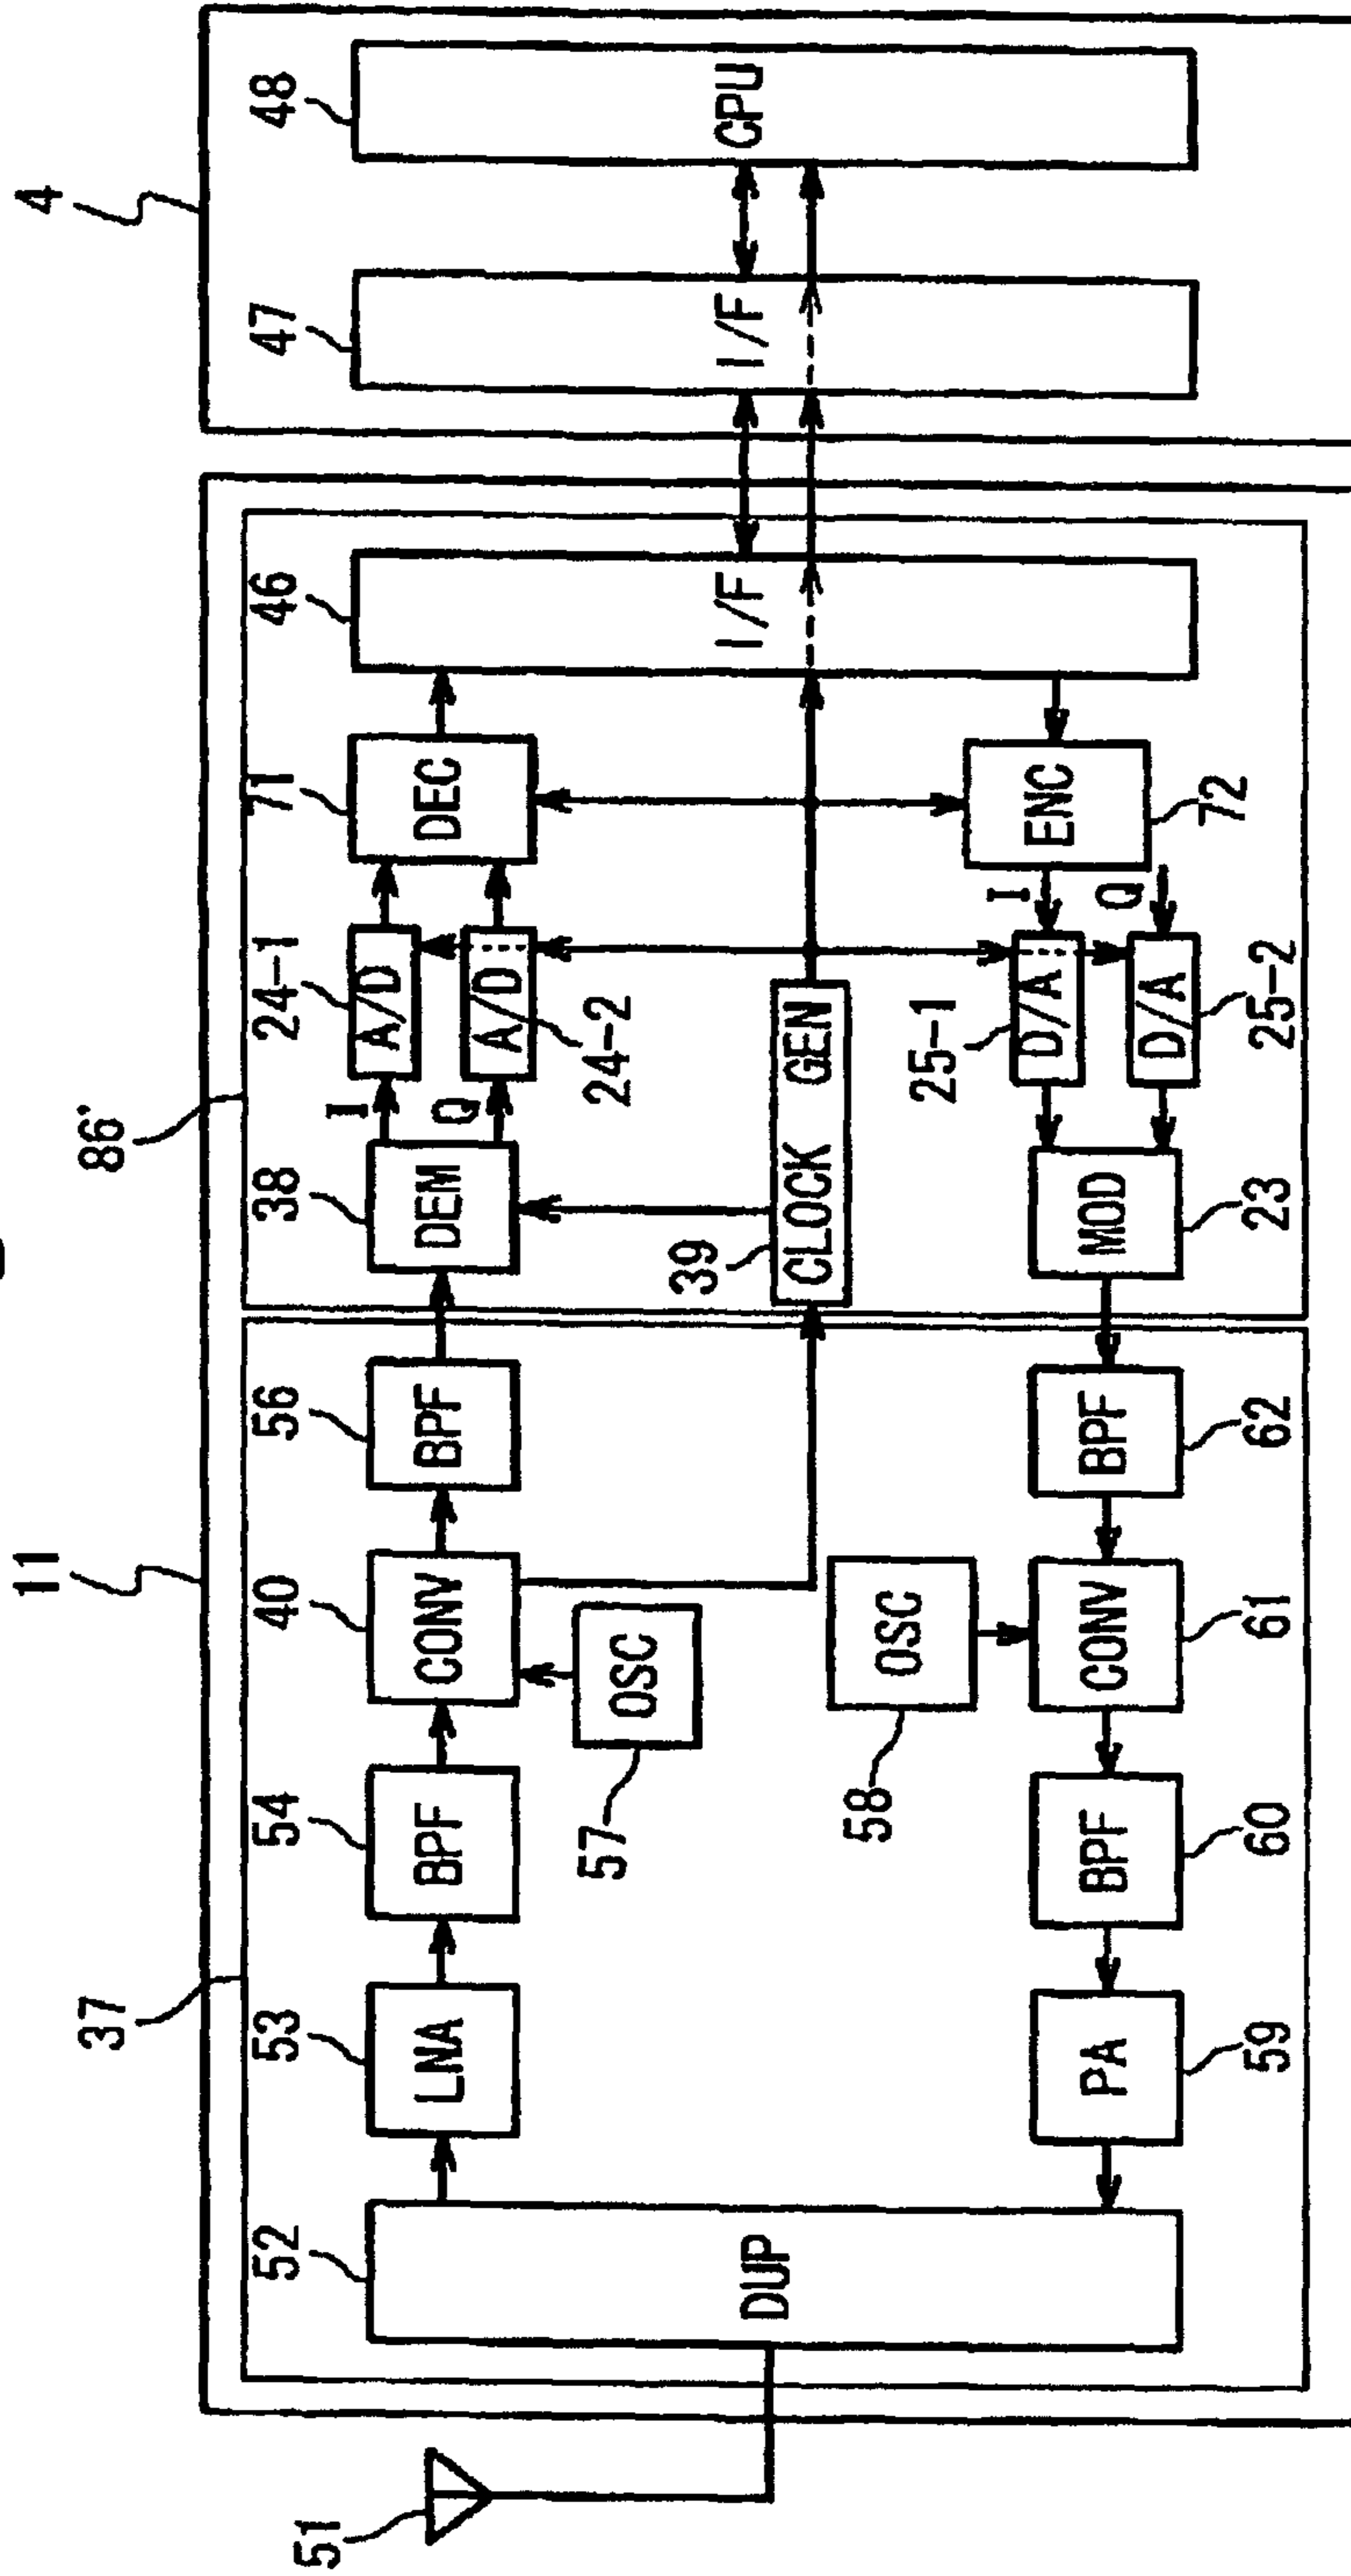 11
4
37
86'
51
52
53
54
40
56
38
24-1
71
46
47
48
DUP
LNA
BPF
CONV
BPF
DEM
I
A/D
DEC
Q
A/D
24-2
57
OSC
39
CLOCK GEN
I/F
I/F
CPU
58
OSC
25-1
PA
BPF
CONV
BPF
MOD
D/A
I
ENC
D/A
Q
59
60
61
62
23
25-2
72